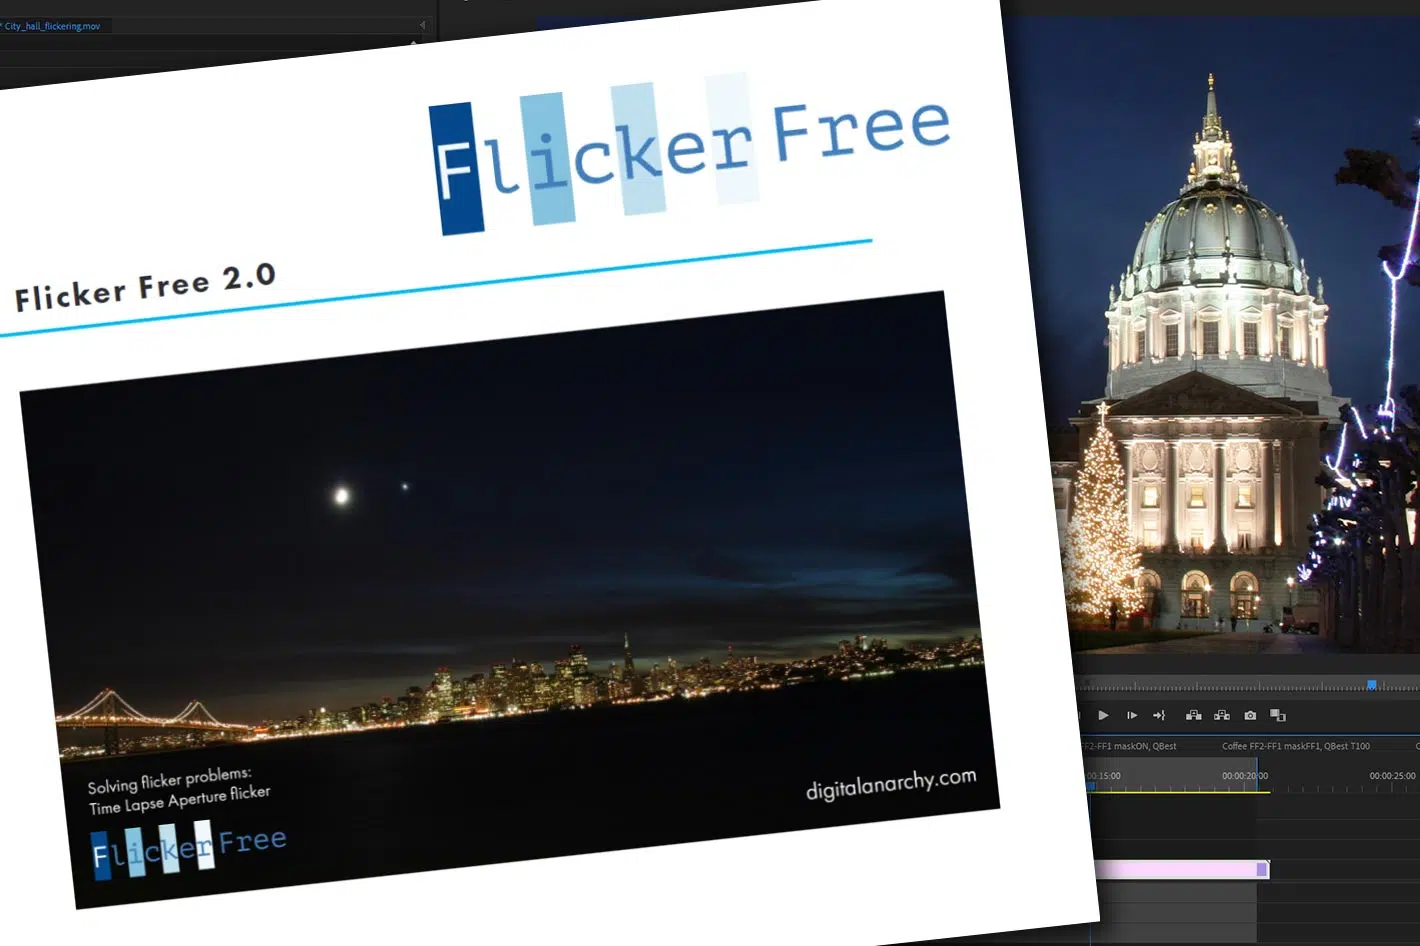 City_hall_flickering.mov
Flicker Free
Flicker Free 2.0
Solving flicker problems:
Time Lapse Aperture flicker
Flicker Free
digitalanarchy.com
FF2-FF1 maskON, QBest
Coffee FF2-FF1 maskFF1, QBest T100
:00:15:00
00:00:20:00
00:00:25:00